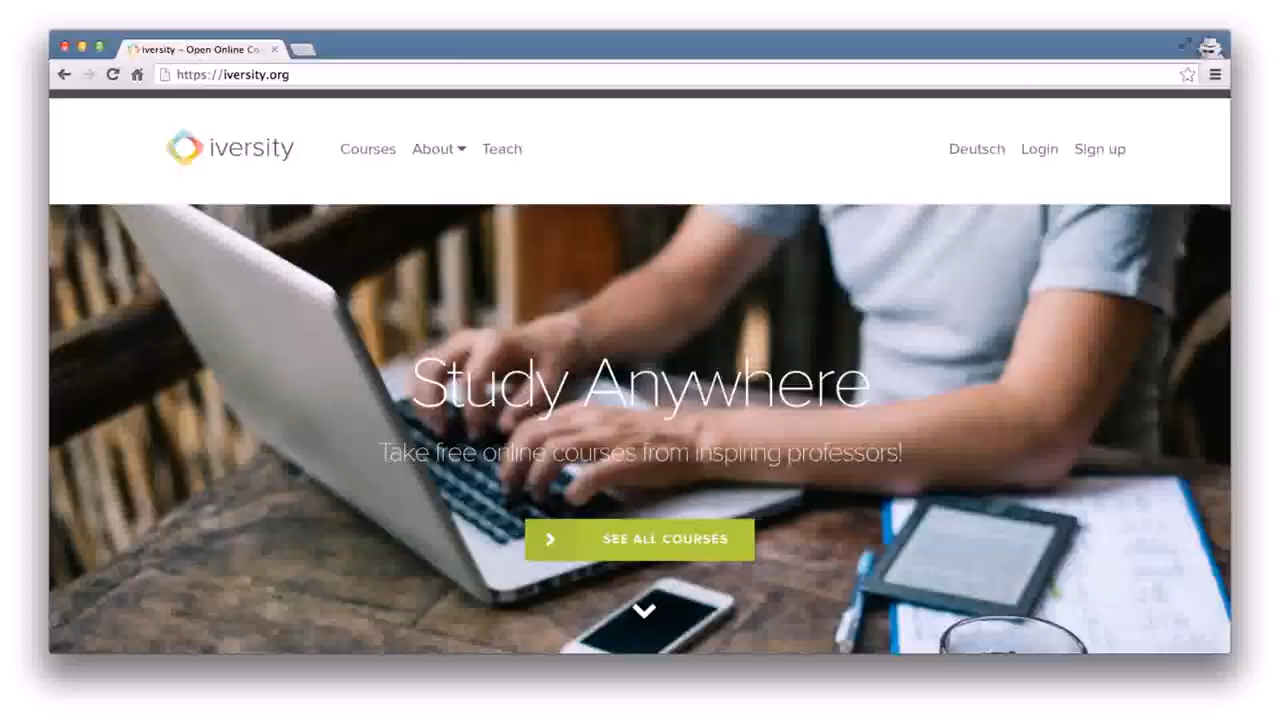 iversity – Open Online Co
https://iversity.org
iversity
Courses About Teach
Deutsch Login Sign up
Study Anywhere
Take free online courses from inspiring professors!
SEE ALL COURSES